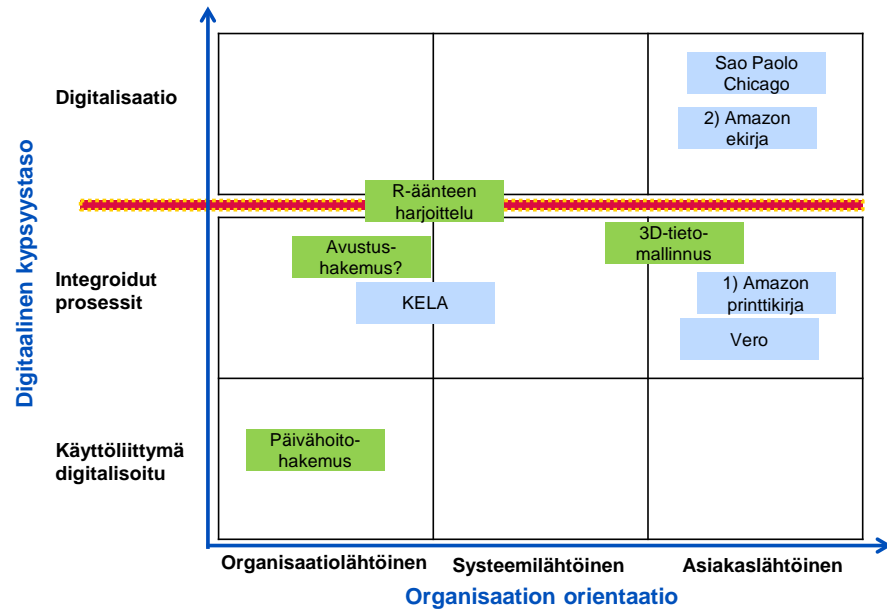 Digitaalinen kypsyystaso
Digitalisaatio
Sao Paolo
Chicago
2) Amazon
ekirja
R-äänteen
harjoittelu
Integroidut
prosessit
Avustus-
hakemus?
KELA
3D-tieto-
mallinnus
1) Amazon
printtikirja
Vero
Käyttöliittymä
digitalisoitu
Päivähoito-
hakemus
Organisaatiolähtöinen
Systeemilähtöinen
Asiakaslähtöinen
Organisaation orientaatio